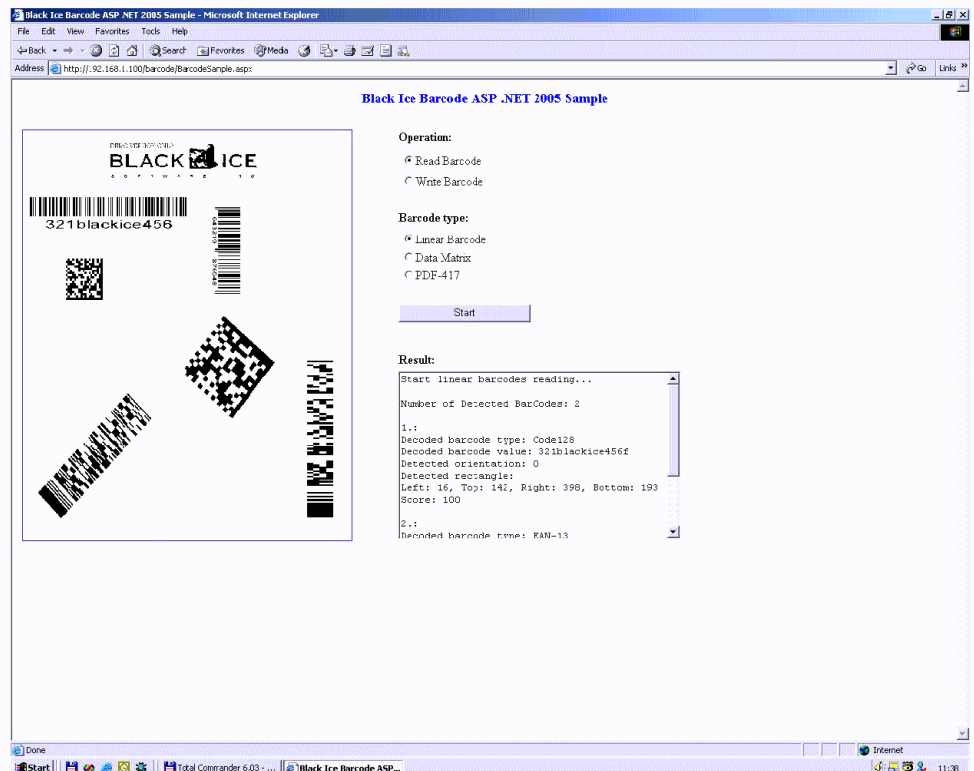 Black Ice Barcode ASP .NET 2005 Sample - Microsoft Internet Explorer
File Edit View Favorites Tools Help
Back Search Favorites Media
Address http://192.168.1.100/barcode/BarcodeSample.aspx Go Links »
Black Ice Barcode ASP .NET 2005 Sample
BLACK ICE
321blackice456
Operation:
Read Barcode
Write Barcode
Barcode type:
Linear Barcode
Data Matrix
PDF-417
Start
Result:
Start linear barcodes reading...
Number of Detected BarCodes: 2
1.:
Decoded barcode type: Code128
Decoded barcode value: 321blackice456f
Detected orientation: 0
Detected rectangle:
Left: 16, Top: 142, Right: 398, Bottom: 193
Score: 100
2.:
Decoded barcode type: EAN-13
Done Internet
Start Total Commander 6.03 - ... Black Ice Barcode ASP... 11:38